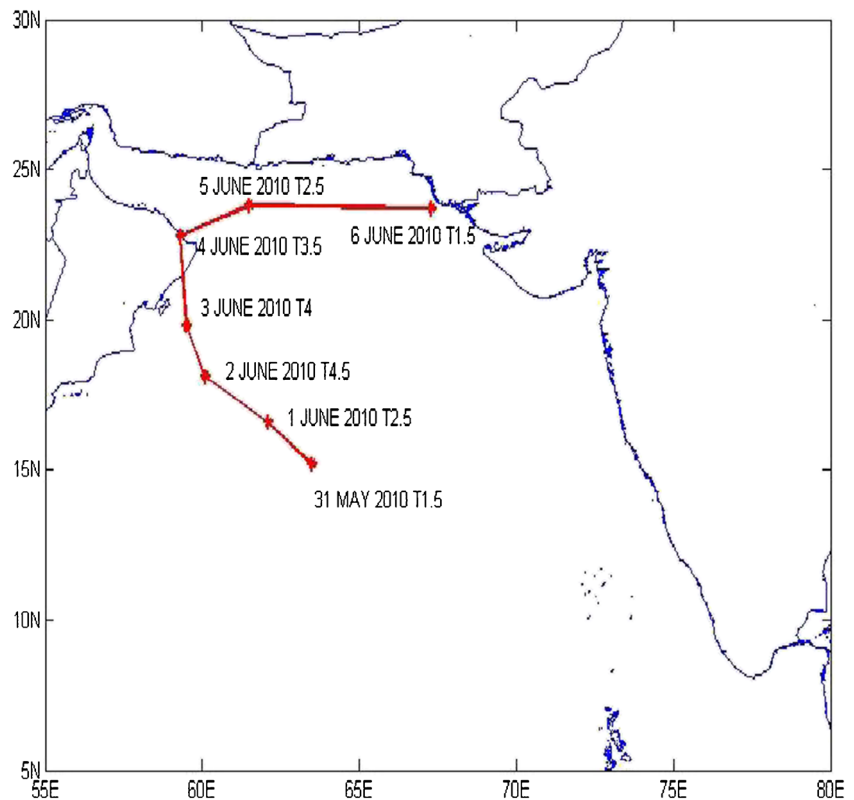 30N
25N
5 JUNE 2010 T2.5
6 JUNE 2010 T1.5
4 JUNE 2010 T3.5
20N
3 JUNE 2010 T4
2 JUNE 2010 T4.5
1 JUNE 2010 T2.5
15N
31 MAY 2010 T1.5
10N
5N
55E 60E 65E 70E 75E 80E